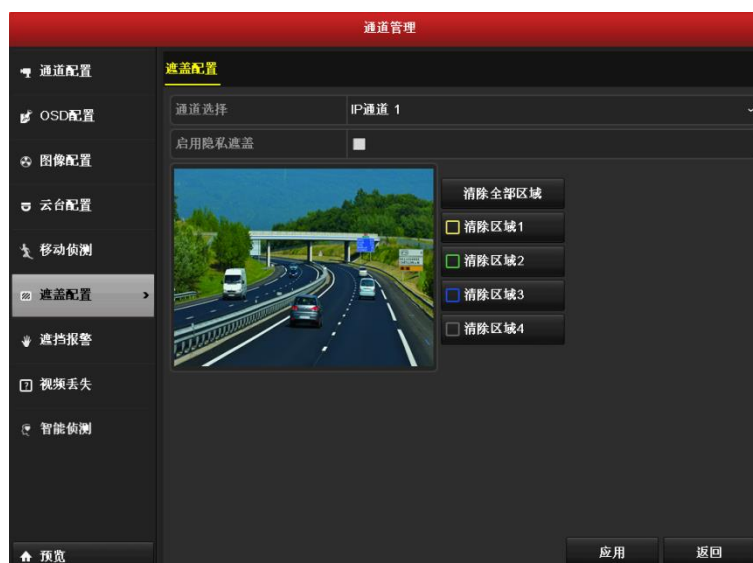 通道管理
通道配置
OSD配置
图像配置
云台配置
移动侦测
遮盖配置
遮挡报警
视频丢失
智能侦测
预览
遮盖配置
通道选择 IP通道 1
启用隐私遮盖
清除全部区域
清除区域1
清除区域2
清除区域3
清除区域4
应用 返回